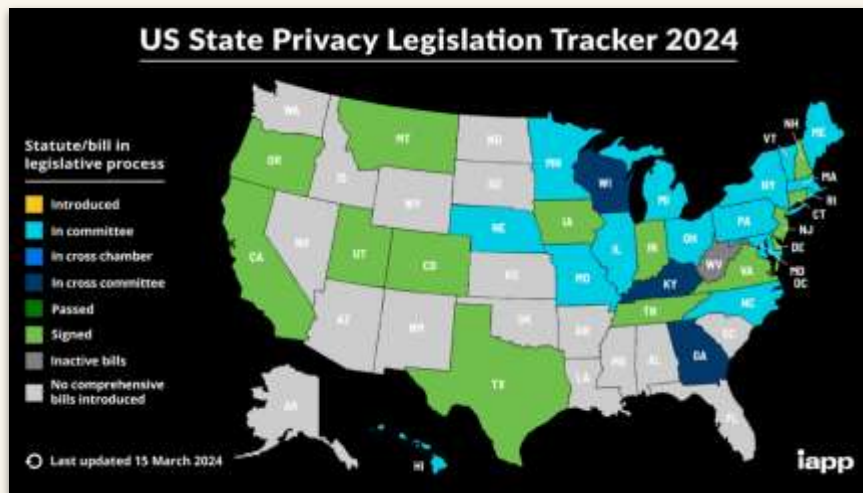 US State Privacy Legislation Tracker 2024
Statute/bill in
legislative process
Introduced
In committee
In cross chamber
In cross committee
Passed
Signed
Inactive bills
No comprehensive
bills introduced
Last updated 15 March 2024
iapp
WA
MT
ND
MN
OR
ID
SD
WI
WY
MI
NH
VT
ME
NY
MA
RI
CT
PA
NJ
DE
MD
DC
NE
IA
IL
IN
OH
NV
UT
CO
CA
KS
MO
KY
WV
VA
NC
TN
AZ
NM
OK
AR
SC
MS
AL
GA
TX
LA
FL
AK
HI